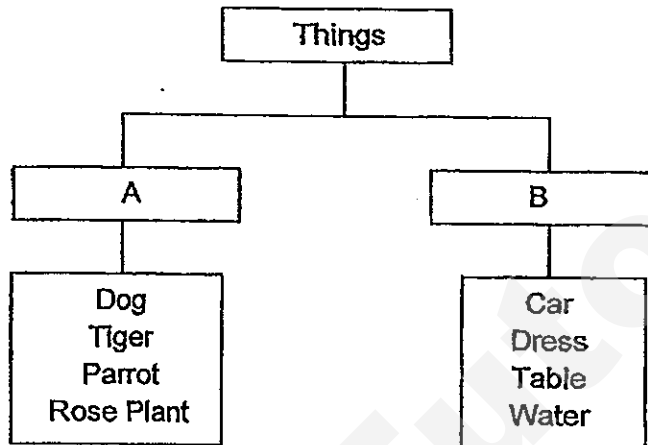 Things
A
B
Dog
Tiger
Parrot
Rose Plant
Car
Dress
Table
Water